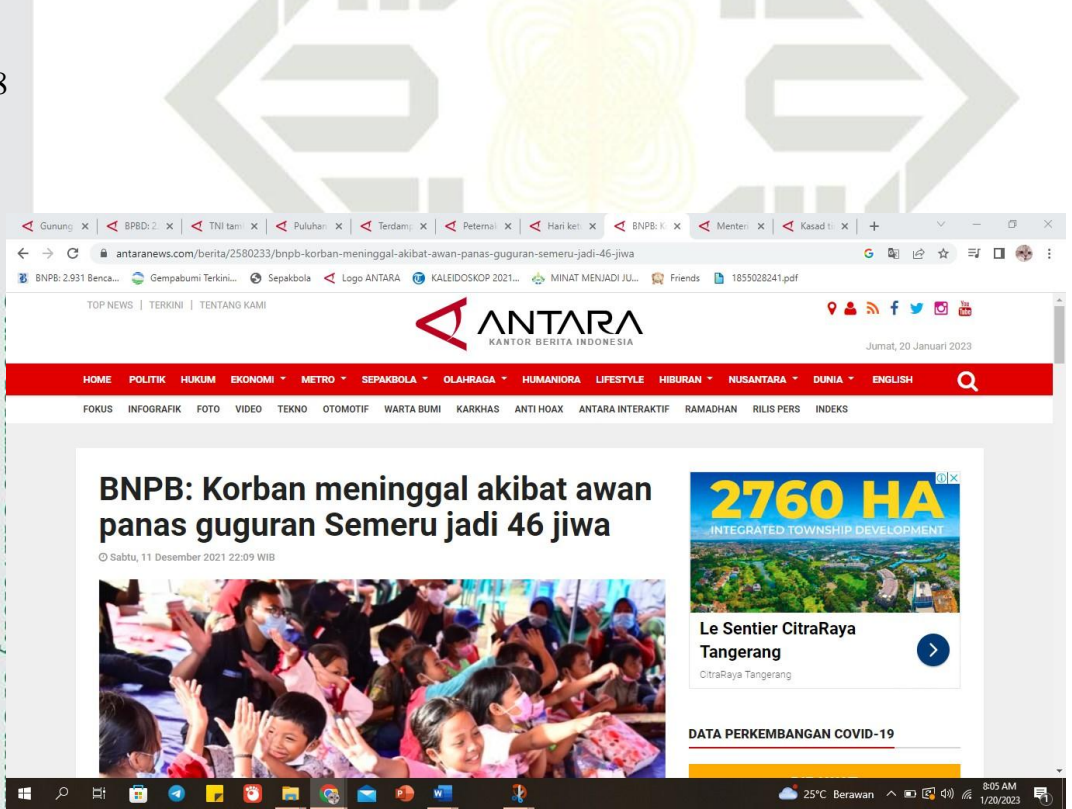 8
Gunung BPBD: 2. TNI tam Puluhan Terdam Peternak Hari ket BNPB: K Menteri Kasad ti
antaranews.com/berita/2580233/bnpb-korban-meninggal-akibat-awan-panas-guguran-semeru-jadi-46-jiwa
BNPB: 2.931 Benca... Gempabumi Terkini... Sepakbola Logo ANTARA KALEIDOSKOP 2021... MINAT MENJADI JU... Friends 1855028241.pdf
TOP NEWS | TERKINI | TENTANG KAMI
ANTARA
KANTOR BERITA INDONESIA
You Tube
Jumat, 20 Januari 2023
HOME POLITIK HUKUM EKONOMI METRO SEPAKBOLA OLAHRAGA HUMANIORA LIFESTYLE HIBURAN NUSANTARA DUNIA ENGLISH
FOKUS INFOGRAFIK FOTO VIDEO TEKNO OTOMOTIF WARTA BUMI KARKHAS ANTI HOAX ANTARA INTERAKTIF RAMADHAN RILIS PERS INDEKS
BNPB: Korban meninggal akibat awan
panas guguran Semeru jadi 46 jiwa
Sabtu, 11 Desember 2021 22:09 WIB
2760 HA
INTEGRATED TOWNSHIP DEVELOPMENT
Le Sentier CitraRaya
Tangerang
CitraRaya Tangerang
DATA PERKEMBANGAN COVID-19
25°C Berawan
8:05 AM
1/20/2023